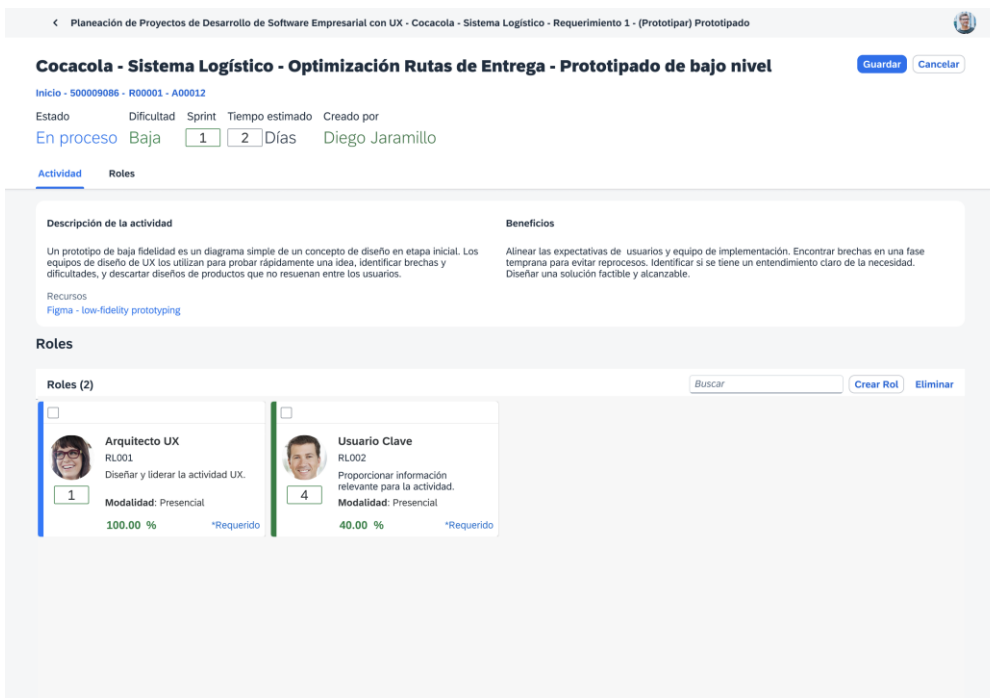 Planeación de Proyectos de Desarrollo de Software Empresarial con UX - Cocacola - Sistema Logístico - Requerimiento 1 - (Prototipar) Prototipado
Cocacola - Sistema Logístico - Optimización Rutas de Entrega - Prototipado de bajo nivel
Guardar Cancelar
Inicio - 500009086 - R00001 - A00012
Estado Dificultad Sprint Tiempo estimado Creado por
En proceso Baja 1 2 Días Diego Jaramillo
Actividad Roles
Descripción de la actividad
Un prototipo de baja fidelidad es un diagrama simple de un concepto de diseño en etapa inicial. Los
equipos de diseño de UX los utilizan para probar rápidamente una idea, identificar brechas y
dificultades, y descartar diseños de productos que no resuenan entre los usuarios.
Recursos
Figma - low-fidelity prototyping
Beneficios
Alinear las expectativas de usuarios y equipo de implementación. Encontrar brechas en una fase
temprana para evitar reprocesos. Identificar si se tiene un entendimiento claro de la necesidad.
Diseñar una solución factible y alcanzable.
Roles
Roles (2)
Buscar Crear Rol Eliminar
Arquitecto UX
RL001
Diseñar y liderar la actividad UX.
1
Modalidad: Presencial
100.00 % *Requerido
Usuario Clave
RL002
Proporcionar información
relevante para la actividad.
4
Modalidad: Presencial
40.00 % *Requerido